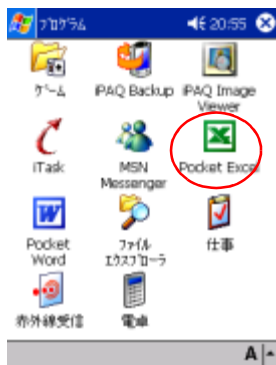 プログラム 20:55
ゲーム iPAQ Backup iPAQ Image
Viewer
iTask MSN Pocket Excel
Messenger
Pocket ファイル 仕事
Word エクスプローラ
赤外線受信 電卓
A